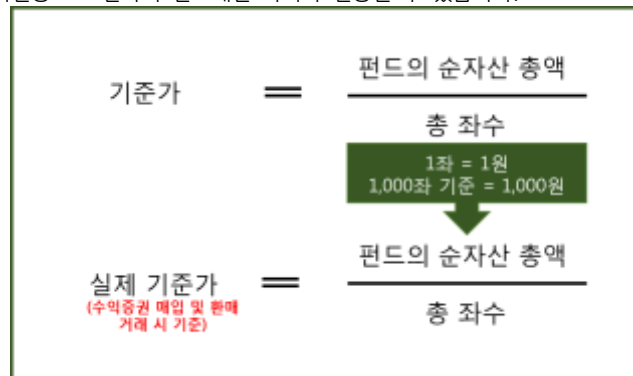 기준가 = 펀드의 순자산 총액
총 좌수
1좌 = 1원
1,000좌 기준 = 1,000원
실제 기준가 = 펀드의 순자산 총액
(수익증권 매입 및 환매
거래 시 기준)
총 좌수